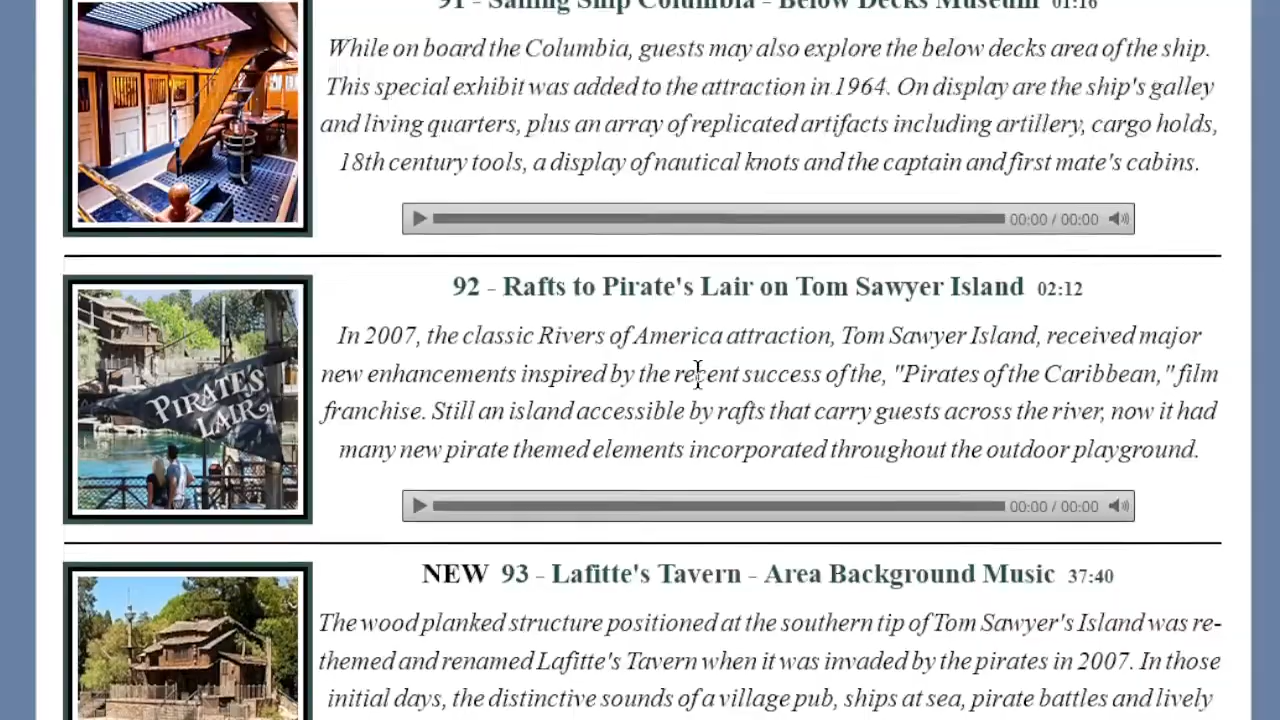 91 - Sailing Ship Columbia - Below Decks Museum 01:16
While on board the Columbia, guests may also explore the below decks area of the ship.
This special exhibit was added to the attraction in 1964. On display are the ship's galley
and living quarters, plus an array of replicated artifacts including artillery, cargo holds,
18th century tools, a display of nautical knots and the captain and first mate's cabins.
00:00 / 00:00
92 - Rafts to Pirate's Lair on Tom Sawyer Island 02:12
In 2007, the classic Rivers of America attraction, Tom Sawyer Island, received major
new enhancements inspired by the recent success of the, "Pirates of the Caribbean," film
franchise. Still an island accessible by rafts that carry guests across the river, now it had
many new pirate themed elements incorporated throughout the outdoor playground.
PIRATE'S
LAIR
00:00 / 00:00
NEW 93 - Lafitte's Tavern - Area Background Music 37:40
The wood planked structure positioned at the southern tip of Tom Sawyer's Island was re-
themed and renamed Lafitte's Tavern when it was invaded by the pirates in 2007. In those
initial days, the distinctive sounds of a village pub, ships at sea, pirate battles and lively